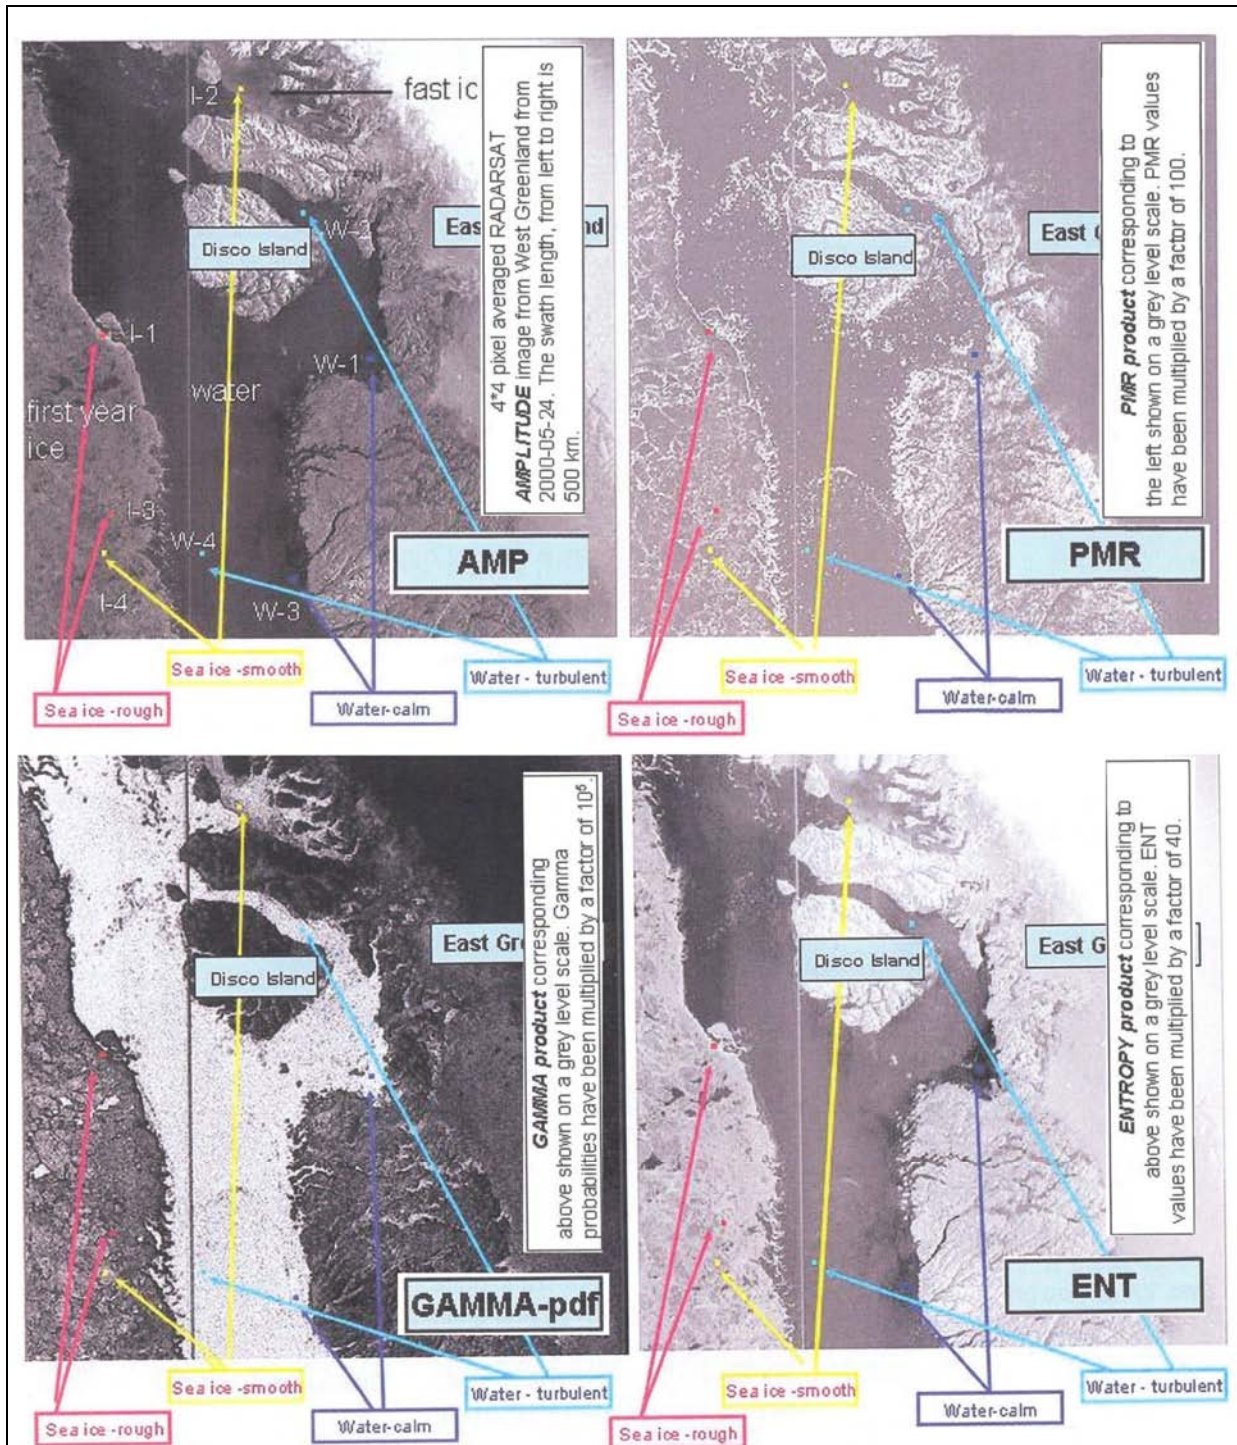 I-2
fast ic
4*4 pixel averaged RADARSAT
AMPLITUDE image from West Greenland from
2000-05-24. The swath length, from left to right is
500 km.
W-2
Disco Island
I-1
W-1
water
first year
ice
I-3
W-4
I-4
W-3
AMP
Sea ice -smooth
Water - turbulent
Sea ice -rough
Water-calm
PMR product corresponding to
the left shown on a grey level scale. PMR values
have been multiplied by a factor of 100.
East G
Disco Island
PMR
Sea ice -smooth
Water - turbulent
Sea ice -rough
Water-calm
GAMMA product corresponding
above shown on a grey level scale. Gamma
probabilities have been multiplied by a factor of 10⁶.
East Gre
Disco Island
GAMMA-pdf
Sea ice -smooth
Water - turbulent
Sea ice -rough
Water-calm
ENTROPY product corresponding to
above shown on a grey level scale. ENT
values have been multiplied by a factor of 40.
East G
Disco Island
ENT
Sea ice -smooth
Water - turbulent
Sea ice -rough
Water-calm